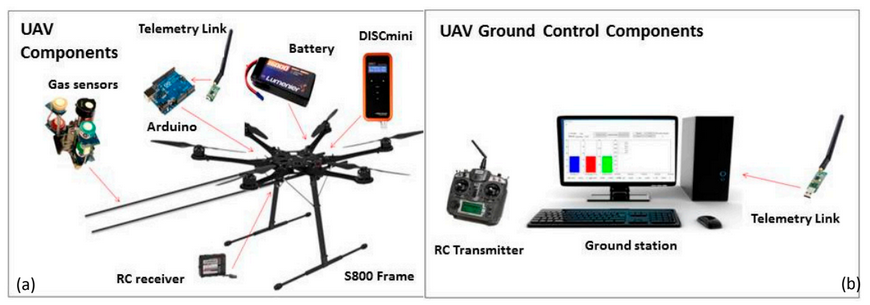 UAV
Components
Telemetry Link
Battery
DISCmini
Gas sensors
Lumenier
Arduino
RC receiver
S800 Frame
(a)
UAV Ground Control Components
RC Transmitter
Ground station
Telemetry Link
(b)